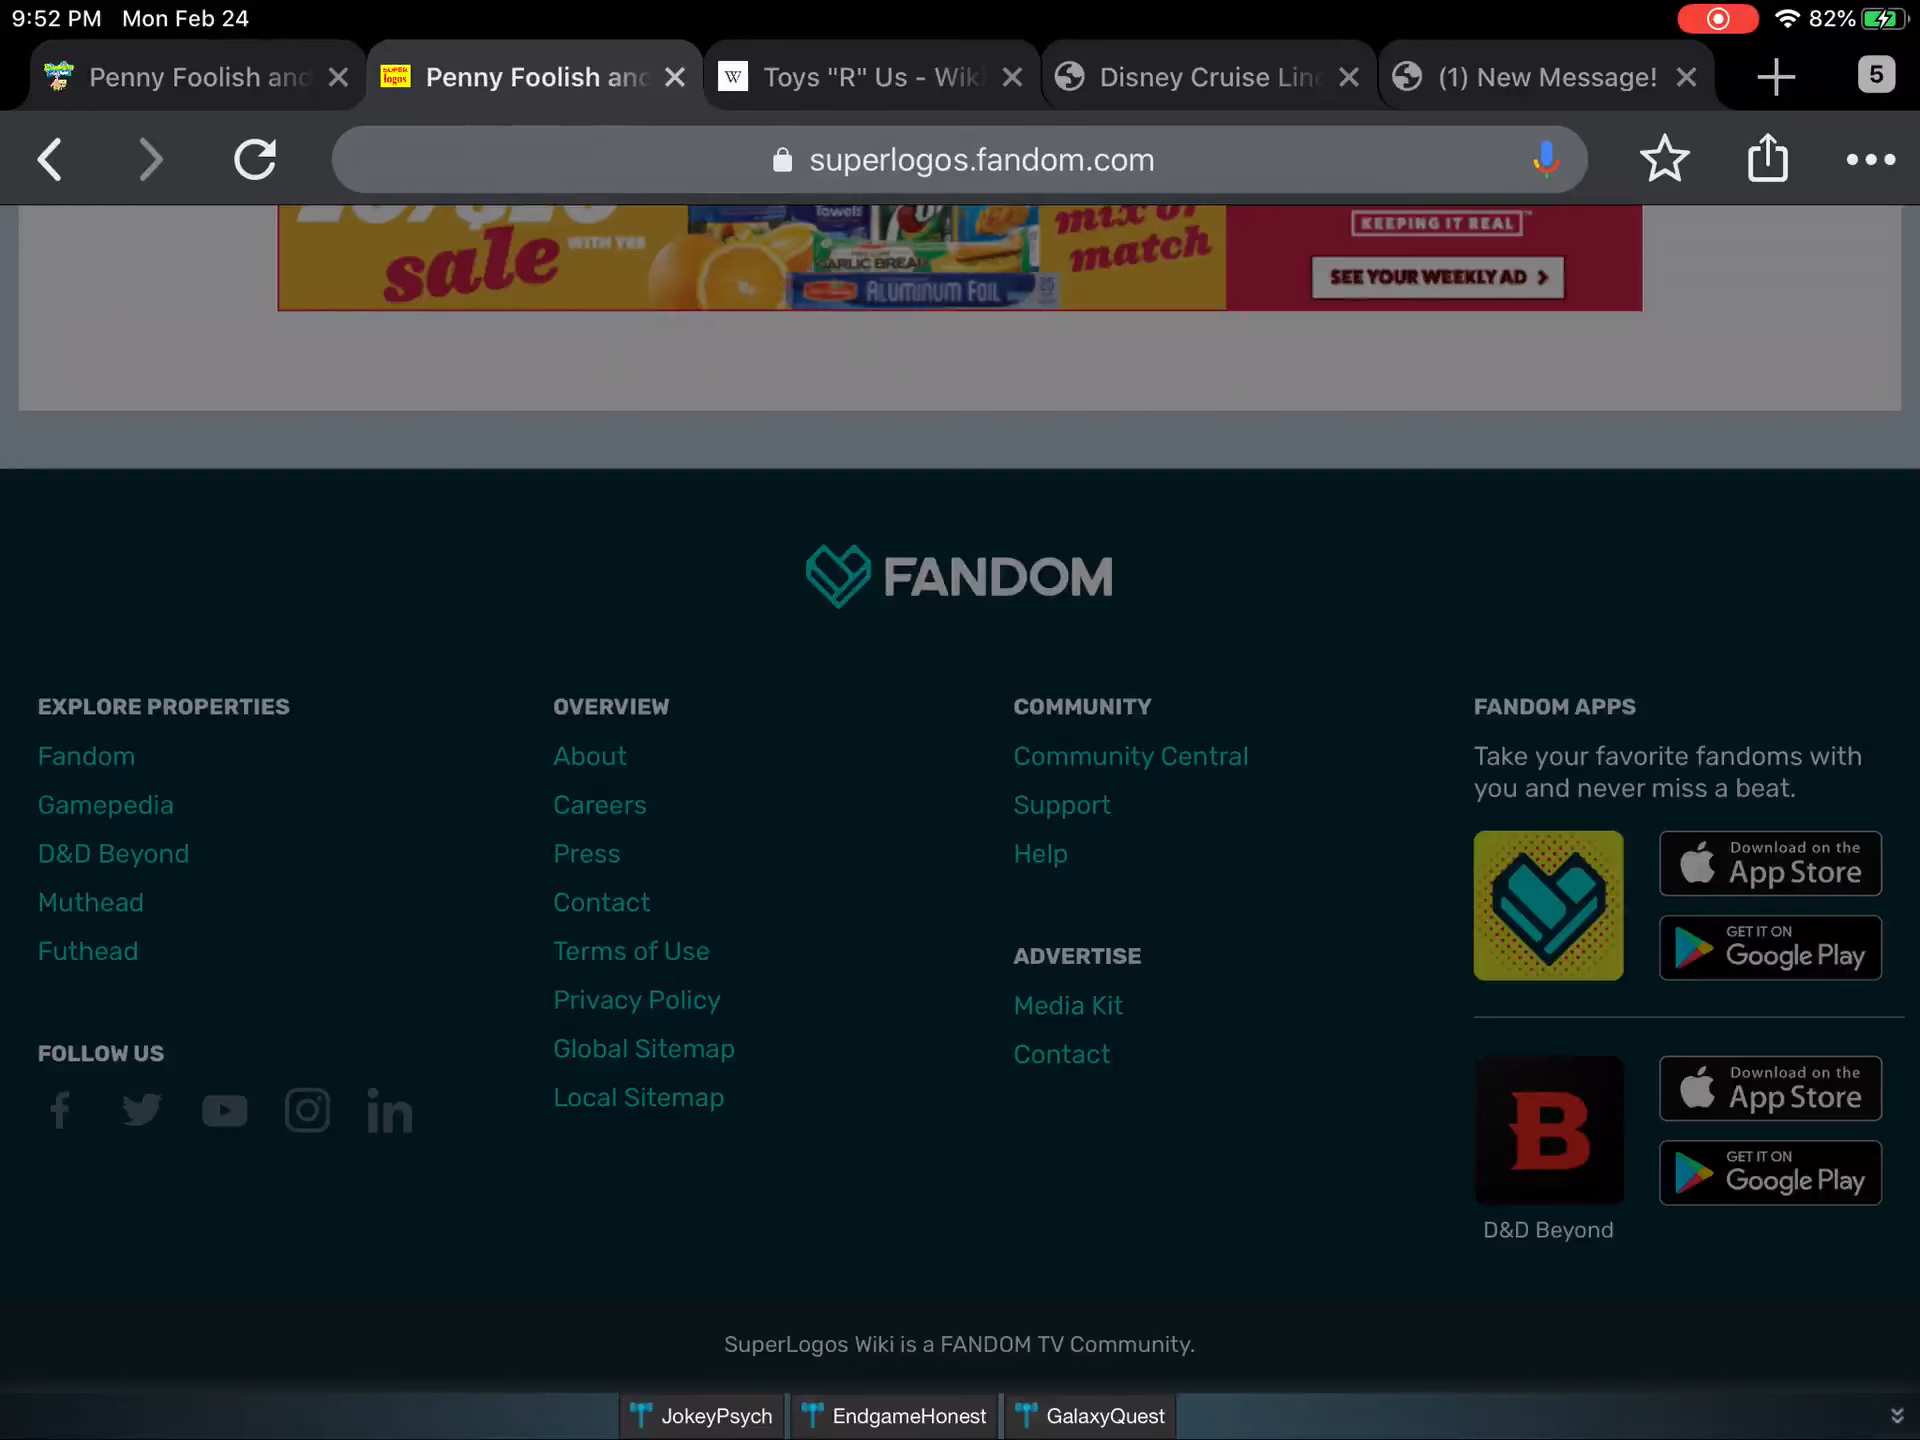 9:52 PM Mon Feb 24
82%
Penny Foolish and
Penny Foolish and
W Toys "R" Us - Wiki
Disney Cruise Line
(1) New Message!
5
superlogos.fandom.com
sale WITH YES
Towels
GARLIC BREAD
ALUMINUM FOIL
mix or
match
KEEPING IT REAL™
SEE YOUR WEEKLY AD
FANDOM
EXPLORE PROPERTIES
Fandom
Gamepedia
D&D Beyond
Muthead
Futhead
FOLLOW US
OVERVIEW
About
Careers
Press
Contact
Terms of Use
Privacy Policy
Global Sitemap
Local Sitemap
COMMUNITY
Community Central
Support
Help
ADVERTISE
Media Kit
Contact
FANDOM APPS
Take your favorite fandoms with
you and never miss a beat.
Download on the
App Store
GET IT ON
Google Play
Download on the
App Store
GET IT ON
Google Play
D&D Beyond
SuperLogos Wiki is a FANDOM TV Community.
JokeyPsych
EndgameHonest
GalaxyQuest